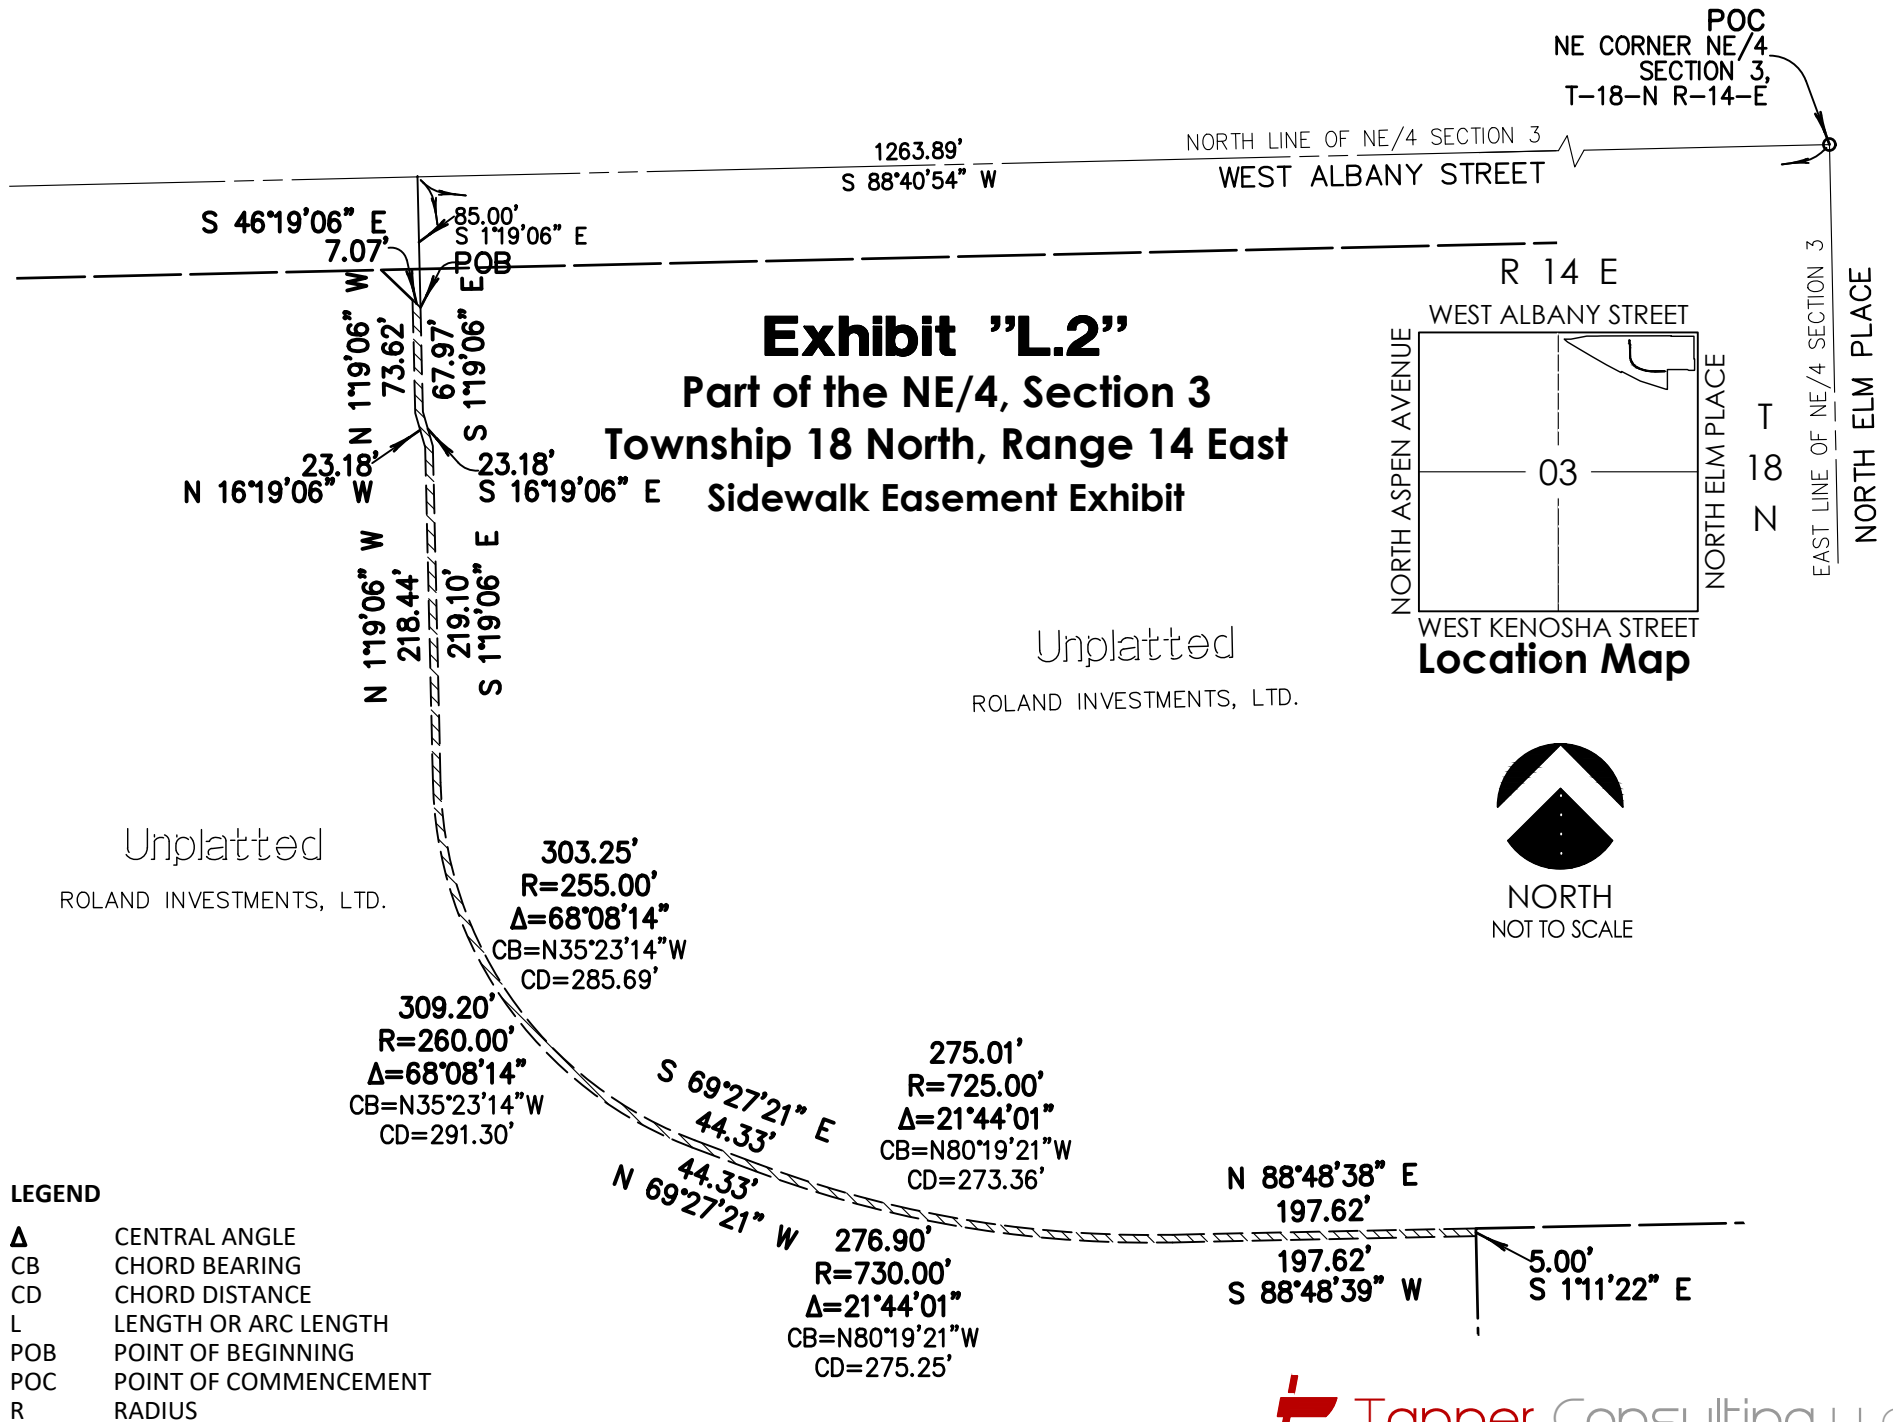 POC
NE CORNER NE/4
SECTION 3,
T-18-N R-14-E
1263.89'
S 88°40'54" W
NORTH LINE OF NE/4 SECTION 3
WEST ALBANY STREET
S 46°19'06" E
7.07'
85.00'
S 1°19'06" E
POB
N 1°19'06" W
73.62'
67.97'
S 1°19'06" E
23.18'
N 16°19'06" W
23.18'
S 16°19'06" E
N 1°19'06" W
218.44'
219.10'
S 1°19'06" E
Exhibit "L.2"
Part of the NE/4, Section 3
Township 18 North, Range 14 East
Sidewalk Easement Exhibit
R 14 E
WEST ALBANY STREET
NORTH ASPEN AVENUE
03
NORTH ELM PLACE
T
18
N
WEST KENOSHA STREET
Location Map
EAST LINE OF NE/4 SECTION 3
NORTH ELM PLACE
Unplatted
ROLAND INVESTMENTS, LTD.
NORTH
NOT TO SCALE
Unplatted
ROLAND INVESTMENTS, LTD.
303.25'
R=255.00'
Δ=68°08'14"
CB=N35°23'14"W
CD=285.69'
309.20'
R=260.00'
Δ=68°08'14"
CB=N35°23'14"W
CD=291.30'
S 69°27'21" E
44.33'
44.33'
N 69°27'21" W
275.01'
R=725.00'
Δ=21°44'01"
CB=N80°19'21"W
CD=273.36'
276.90'
R=730.00'
Δ=21°44'01"
CB=N80°19'21"W
CD=275.25'
N 88°48'38" E
197.62'
197.62'
S 88°48'39" W
5.00'
S 1°11'22" E
LEGEND
Δ CENTRAL ANGLE
CB CHORD BEARING
CD CHORD DISTANCE
L LENGTH OR ARC LENGTH
POB POINT OF BEGINNING
POC POINT OF COMMENCEMENT
R RADIUS
Tanner Consulting